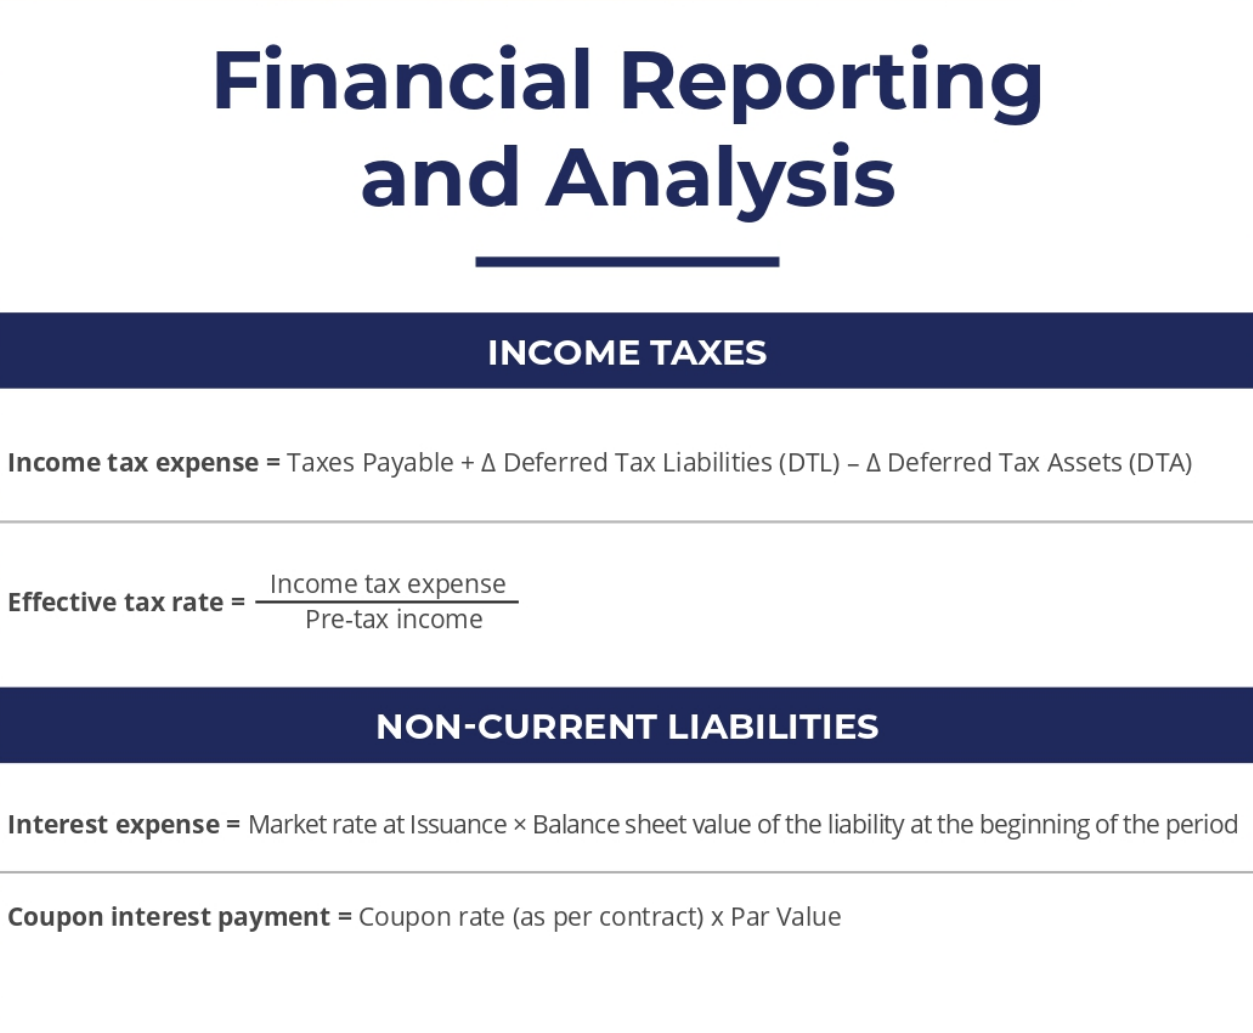 Financial Reporting
and Analysis
INCOME TAXES
Income tax expense = Taxes Payable + Δ Deferred Tax Liabilities (DTL) – Δ Deferred Tax Assets (DTA)
Effective tax rate = Income tax expense
Pre-tax income
NON-CURRENT LIABILITIES
Interest expense = Market rate at Issuance × Balance sheet value of the liability at the beginning of the period
Coupon interest payment = Coupon rate (as per contract) x Par Value